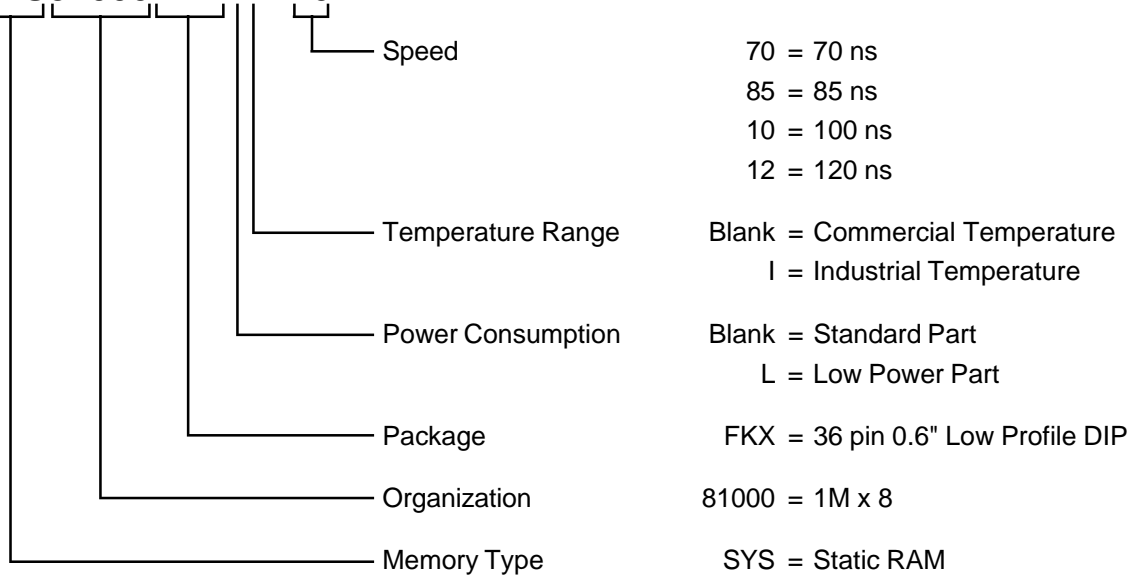 Speed 70 = 70 ns
85 = 85 ns
10 = 100 ns
12 = 120 ns
Temperature Range Blank = Commercial Temperature
I = Industrial Temperature
Power Consumption Blank = Standard Part
L = Low Power Part
Package FKX = 36 pin 0.6" Low Profile DIP
Organization 81000 = 1M x 8
Memory Type SYS = Static RAM